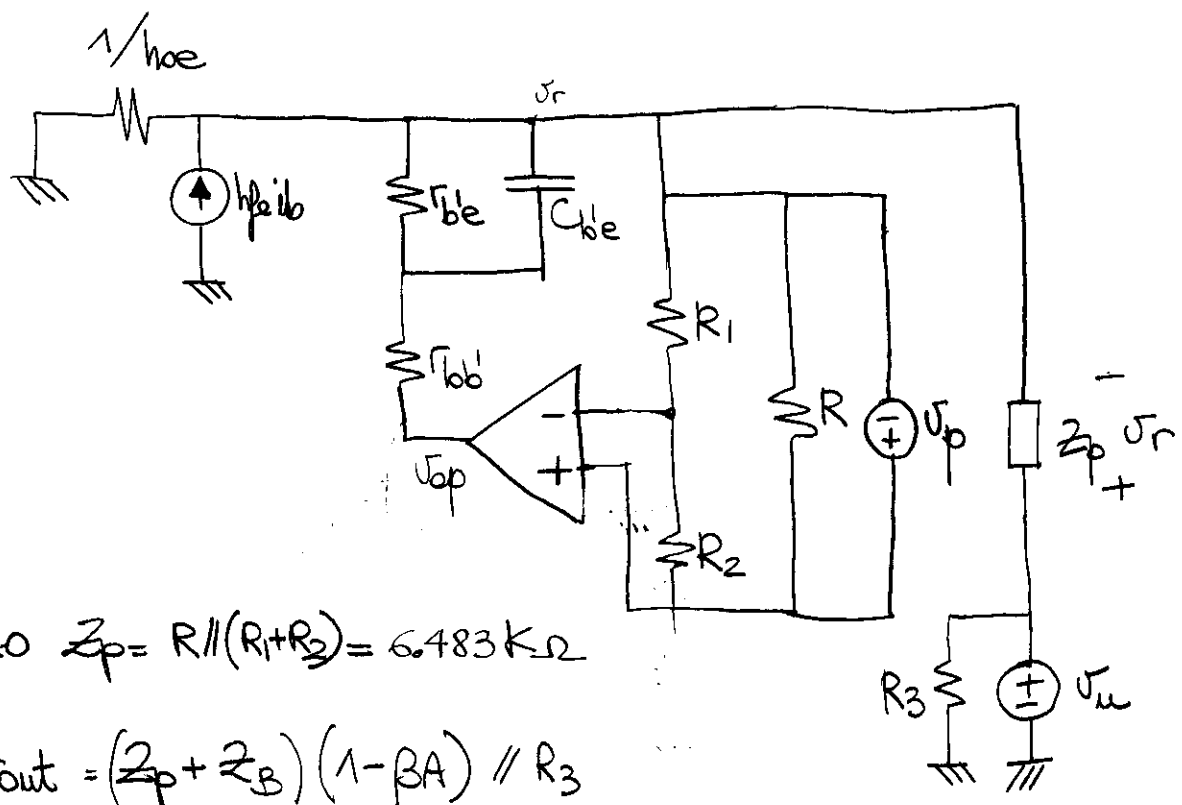 1/hoe
vr
hfe ib
rb'e
Cb'e
R1
rbb'
R
vp
-
Zp vr
+
-
+
vop
R2
R3
+
-
vu
Zp = R//(R1+R2) = 6.483 KΩ
out = (Zp + ZB)(1-βA) // R3